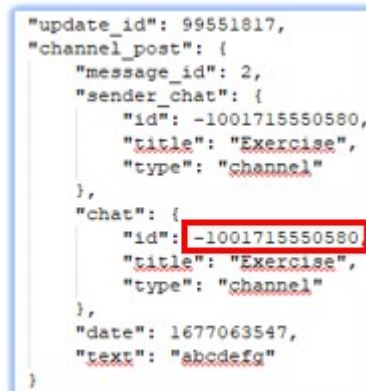 "update_id": 99551817,
"channel_post": {
"message_id": 2,
"sender_chat": {
"id": -1001715550580,
"title": "Exercise",
"type": "channel"
},
"chat": {
"id": -1001715550580,
"title": "Exercise",
"type": "channel"
},
"date": 1677063547,
"text": "abcdefg"
}